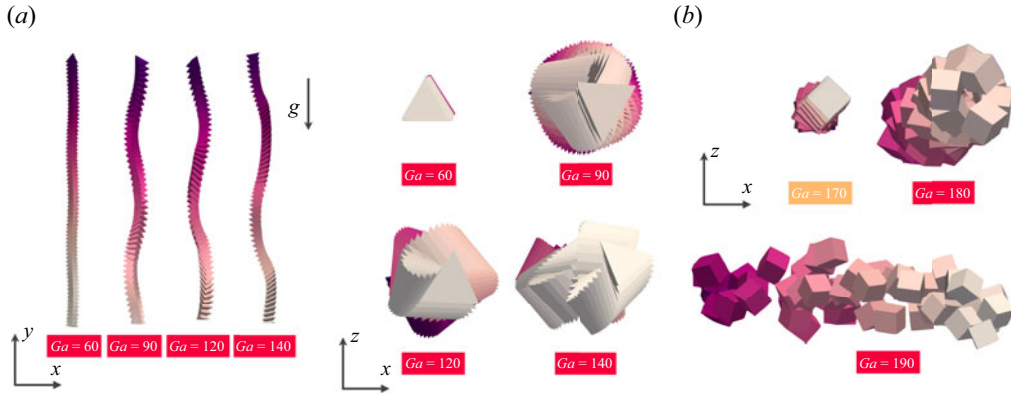 (a)
g
y
x
Ga = 60
Ga = 90
Ga = 120
Ga = 140
Ga = 60
Ga = 90
z
x
Ga = 120
Ga = 140
(b)
z
x
Ga = 170
Ga = 180
Ga = 190